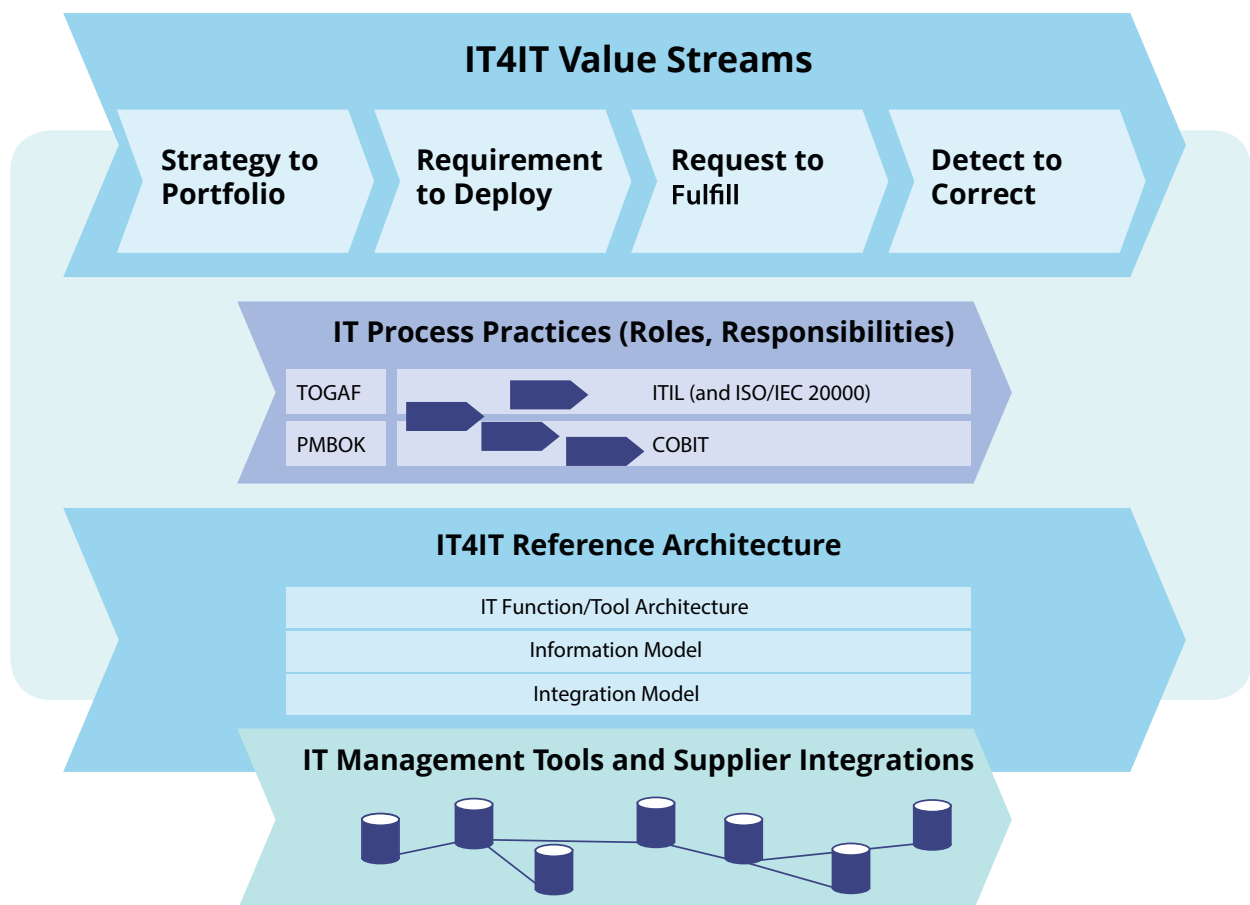 IT4IT Value Streams
Strategy to
Portfolio
Requirement
to Deploy
Request to
Fulfill
Detect to
Correct
IT Process Practices (Roles, Responsibilities)
TOGAF
ITIL (and ISO/IEC 20000)
PMBOK
COBIT
IT4IT Reference Architecture
IT Function/Tool Architecture
Information Model
Integration Model
IT Management Tools and Supplier Integrations